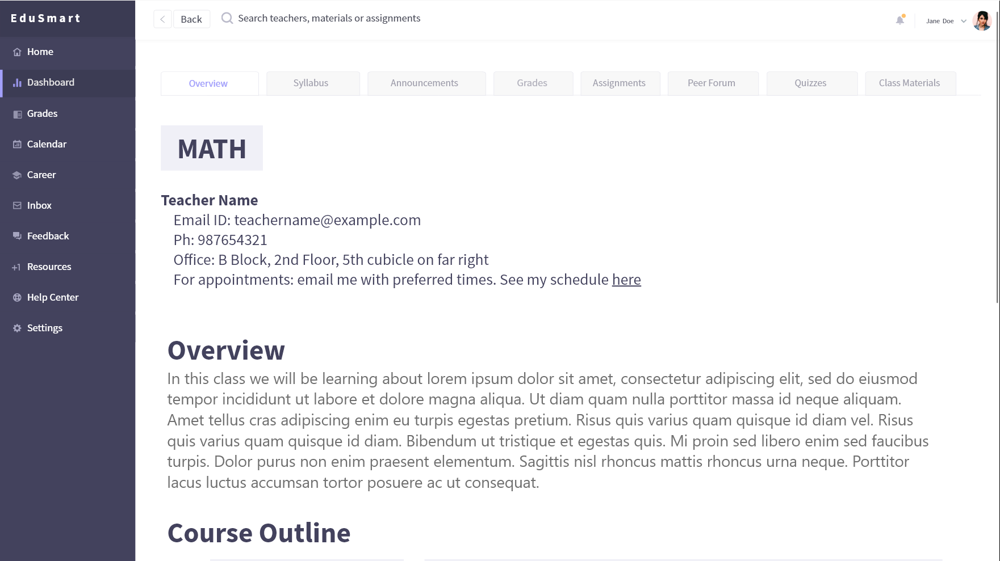 EduSmart
Back
Search teachers, materials or assignments
Jane Doe
Home
Dashboard
Grades
Calendar
Career
Inbox
Feedback
+1 Resources
Help Center
Settings
Overview
Syllabus
Announcements
Grades
Assignments
Peer Forum
Quizzes
Class Materials
MATH
Teacher Name
Email ID: teachername@example.com
Ph: 987654321
Office: B Block, 2nd Floor, 5th cubicle on far right
For appointments: email me with preferred times. See my schedule here
Overview
In this class we will be learning about lorem ipsum dolor sit amet, consectetur adipiscing elit, sed do eiusmod
tempor incididunt ut labore et dolore magna aliqua. Ut diam quam nulla porttitor massa id neque aliquam.
Amet tellus cras adipiscing enim eu turpis egestas pretium. Risus quis varius quam quisque id diam vel. Risus
quis varius quam quisque id diam. Bibendum ut tristique et egestas quis. Mi proin sed libero enim sed faucibus
turpis. Dolor purus non enim praesent elementum. Sagittis nisl rhoncus mattis rhoncus urna neque. Porttitor
lacus luctus accumsan tortor posuere ac ut consequat.
Course Outline